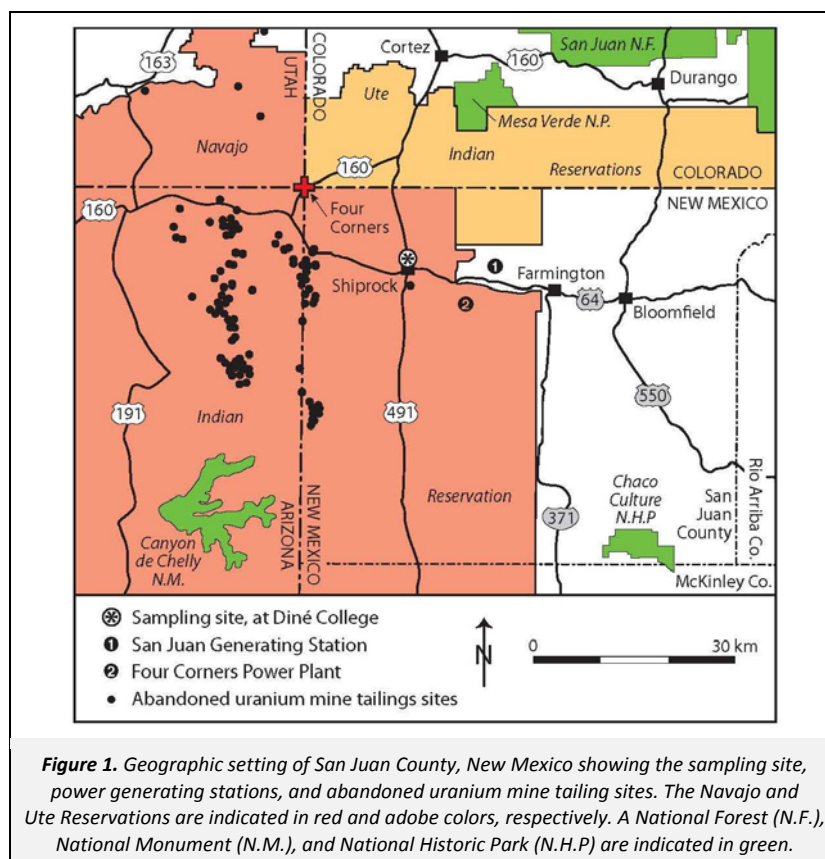 163
UTAH
COLORADO
Cortez
160
San Juan N.F.
Durango
Ute
Mesa Verde N.P.
Navajo
160
Indian
Reservations
COLORADO
NEW MEXICO
160
Four
Corners
Shiprock
1
Farmington
2
64
Bloomfield
191
Indian
491
550
Reservation
Canyon
de Chelly
N.M.
ARIZONA
NEW MEXICO
371
Chaco
Culture
N.H.P
San
Juan
County
Rio Arriba Co.
McKinley Co.
Sampling site, at Diné College
1 San Juan Generating Station
2 Four Corners Power Plant
Abandoned uranium mine tailings sites
N
0 30 km
Figure 1. Geographic setting of San Juan County, New Mexico showing the sampling site,
power generating stations, and abandoned uranium mine tailing sites. The Navajo and
Ute Reservations are indicated in red and adobe colors, respectively. A National Forest (N.F.),
National Monument (N.M.), and National Historic Park (N.H.P) are indicated in green.